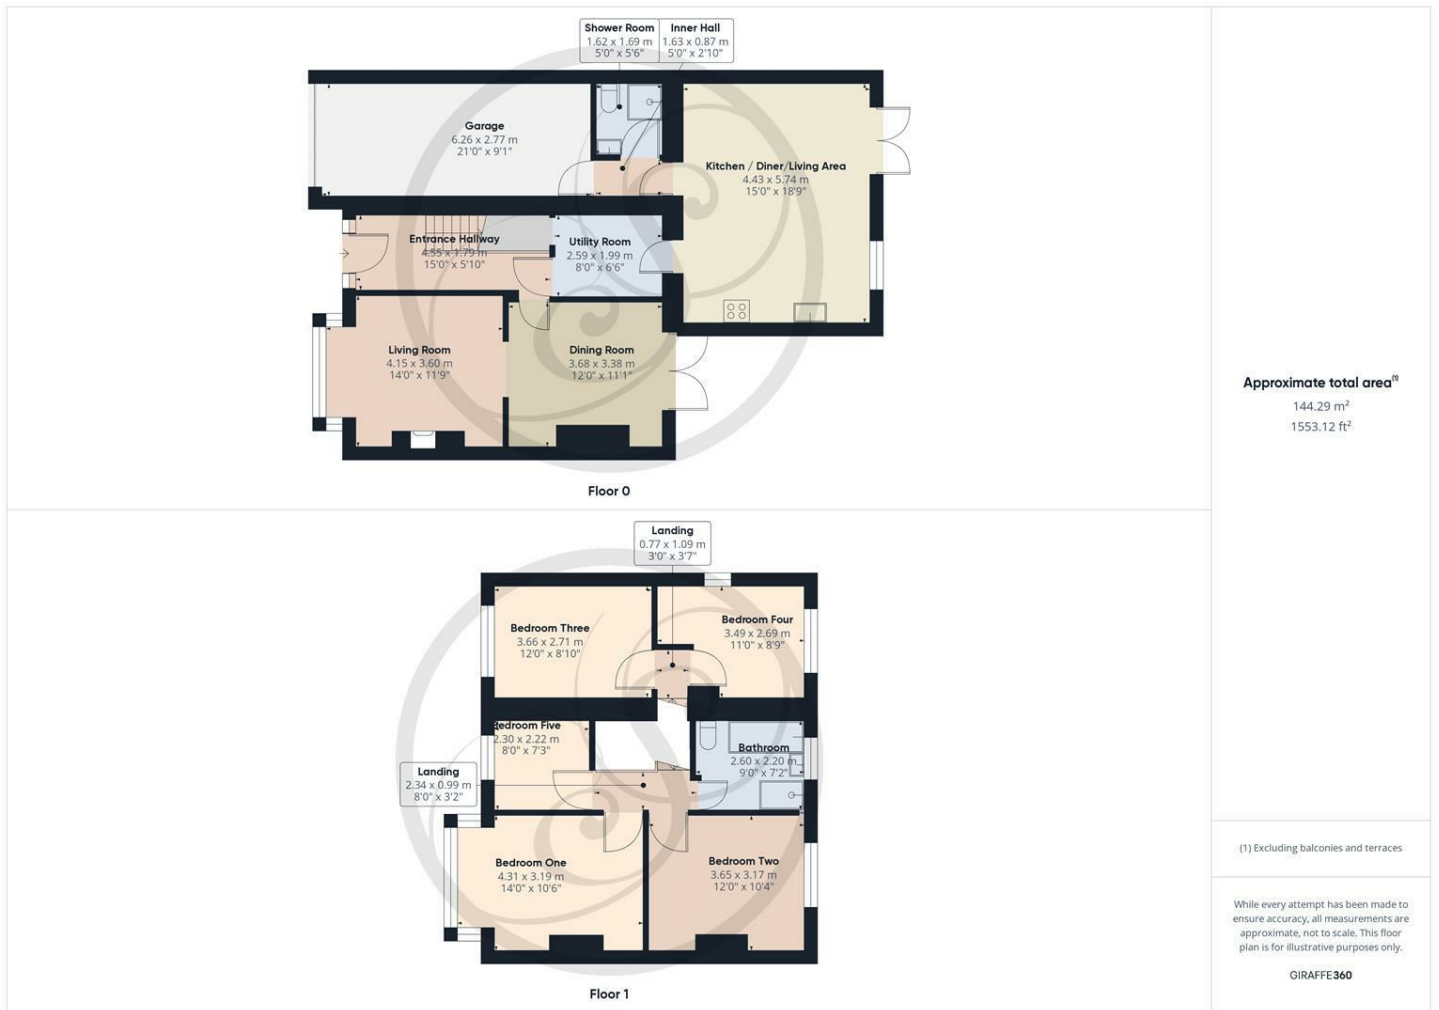 Shower Room
1.62 x 1.69 m
5'0" x 5'6"
Inner Hall
1.63 x 0.87 m
5'0" x 2'10"
Garage
6.26 x 2.77 m
21'0" x 9'1"
Kitchen / Diner/Living Area
4.43 x 5.74 m
15'0" x 18'9"
Entrance Hallway
4.55 x 1.79 m
15'0" x 5'10"
Utility Room
2.59 x 1.99 m
8'0" x 6'6"
Living Room
4.15 x 3.60 m
14'0" x 11'9"
Dining Room
3.68 x 3.38 m
12'0" x 11'1"
Floor 0
Landing
0.77 x 1.09 m
3'0" x 3'7"
Bedroom Three
3.66 x 2.71 m
12'0" x 8'10"
Bedroom Four
3.49 x 2.69 m
11'0" x 8'9"
Bedroom Five
2.30 x 2.22 m
8'0" x 7'3"
Bathroom
2.60 x 2.20 m
9'0" x 7'2"
Landing
2.34 x 0.99 m
8'0" x 3'2"
Bedroom One
4.31 x 3.19 m
14'0" x 10'6"
Bedroom Two
3.65 x 3.17 m
12'0" x 10'4"
Floor 1
Approximate total area(1)
144.29 m²
1553.12 ft²
(1) Excluding balconies and terraces
While every attempt has been made to
ensure accuracy, all measurements are
approximate, not to scale. This floor
plan is for illustrative purposes only.
GIRAFFE360